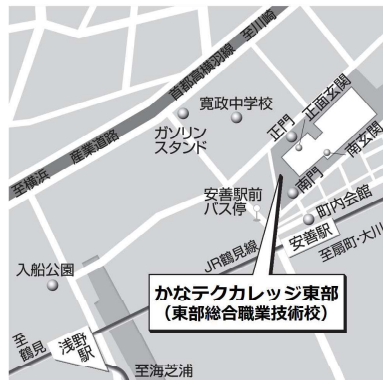 首都高横羽線
至川崎
寛政中学校
ガソリン
スタンド
正門
正面玄関
南玄関
産業道路
至横浜
南門
安善駅前
バス停
町内会館
安善駅
JR鶴見線
至扇町・大川
入船公園
かなテクカレッジ東部
(東部総合職業技術校)
至
鶴見
浅野
駅
至海之浦